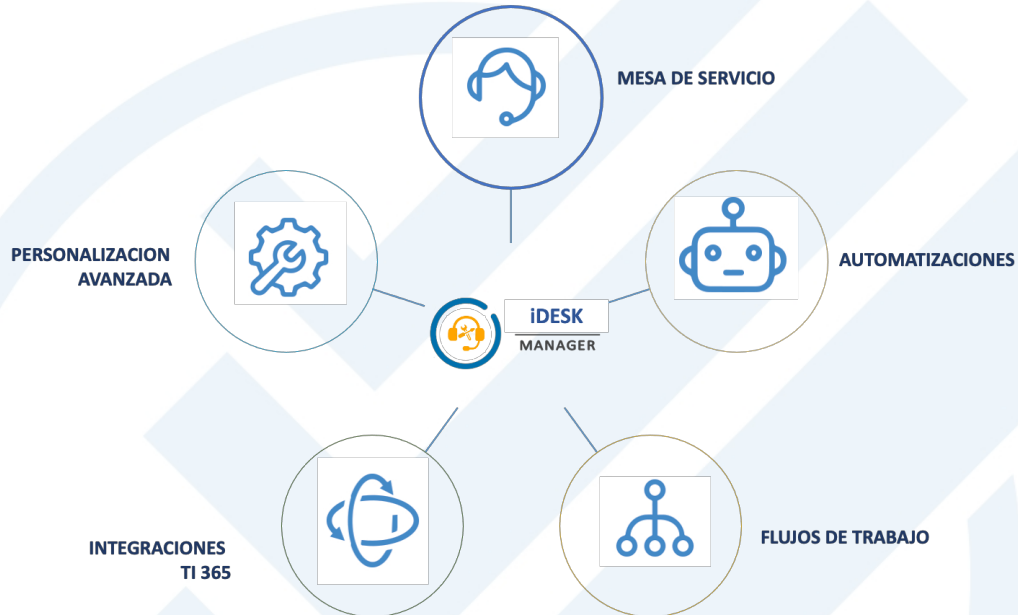 MESA DE SERVICIO
PERSONALIZACION
AVANZADA
AUTOMATIZACIONES
iDESK
MANAGER
INTEGRACIONES
TI 365
FLUJOS DE TRABAJO